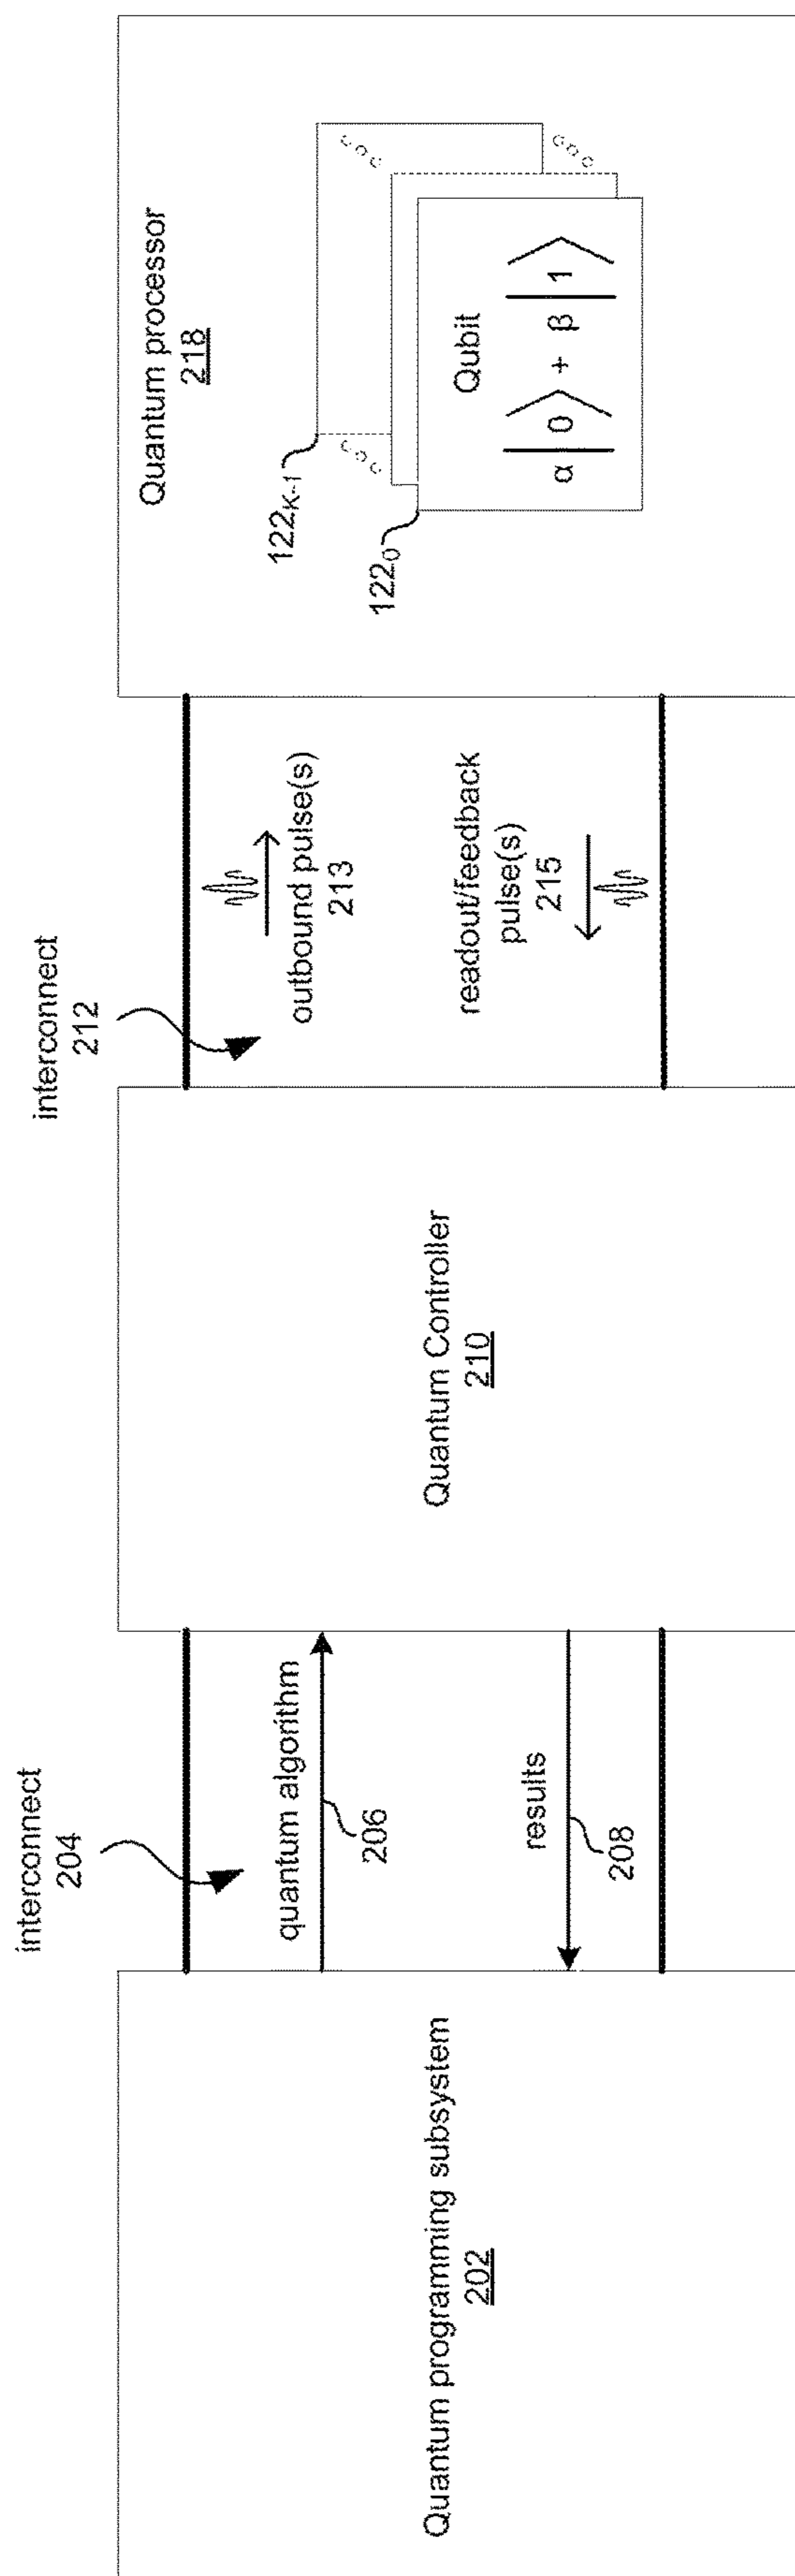 interconnect
204
interconnect
212
Quantum programming subsystem
202
quantum algorithm
206
results
208
Quantum Controller
210
outbound pulse(s)
213
readout/feedback
pulse(s)
215
Quantum processor
218
122K-1
1220
Qubit
α|0⟩ + β|1⟩